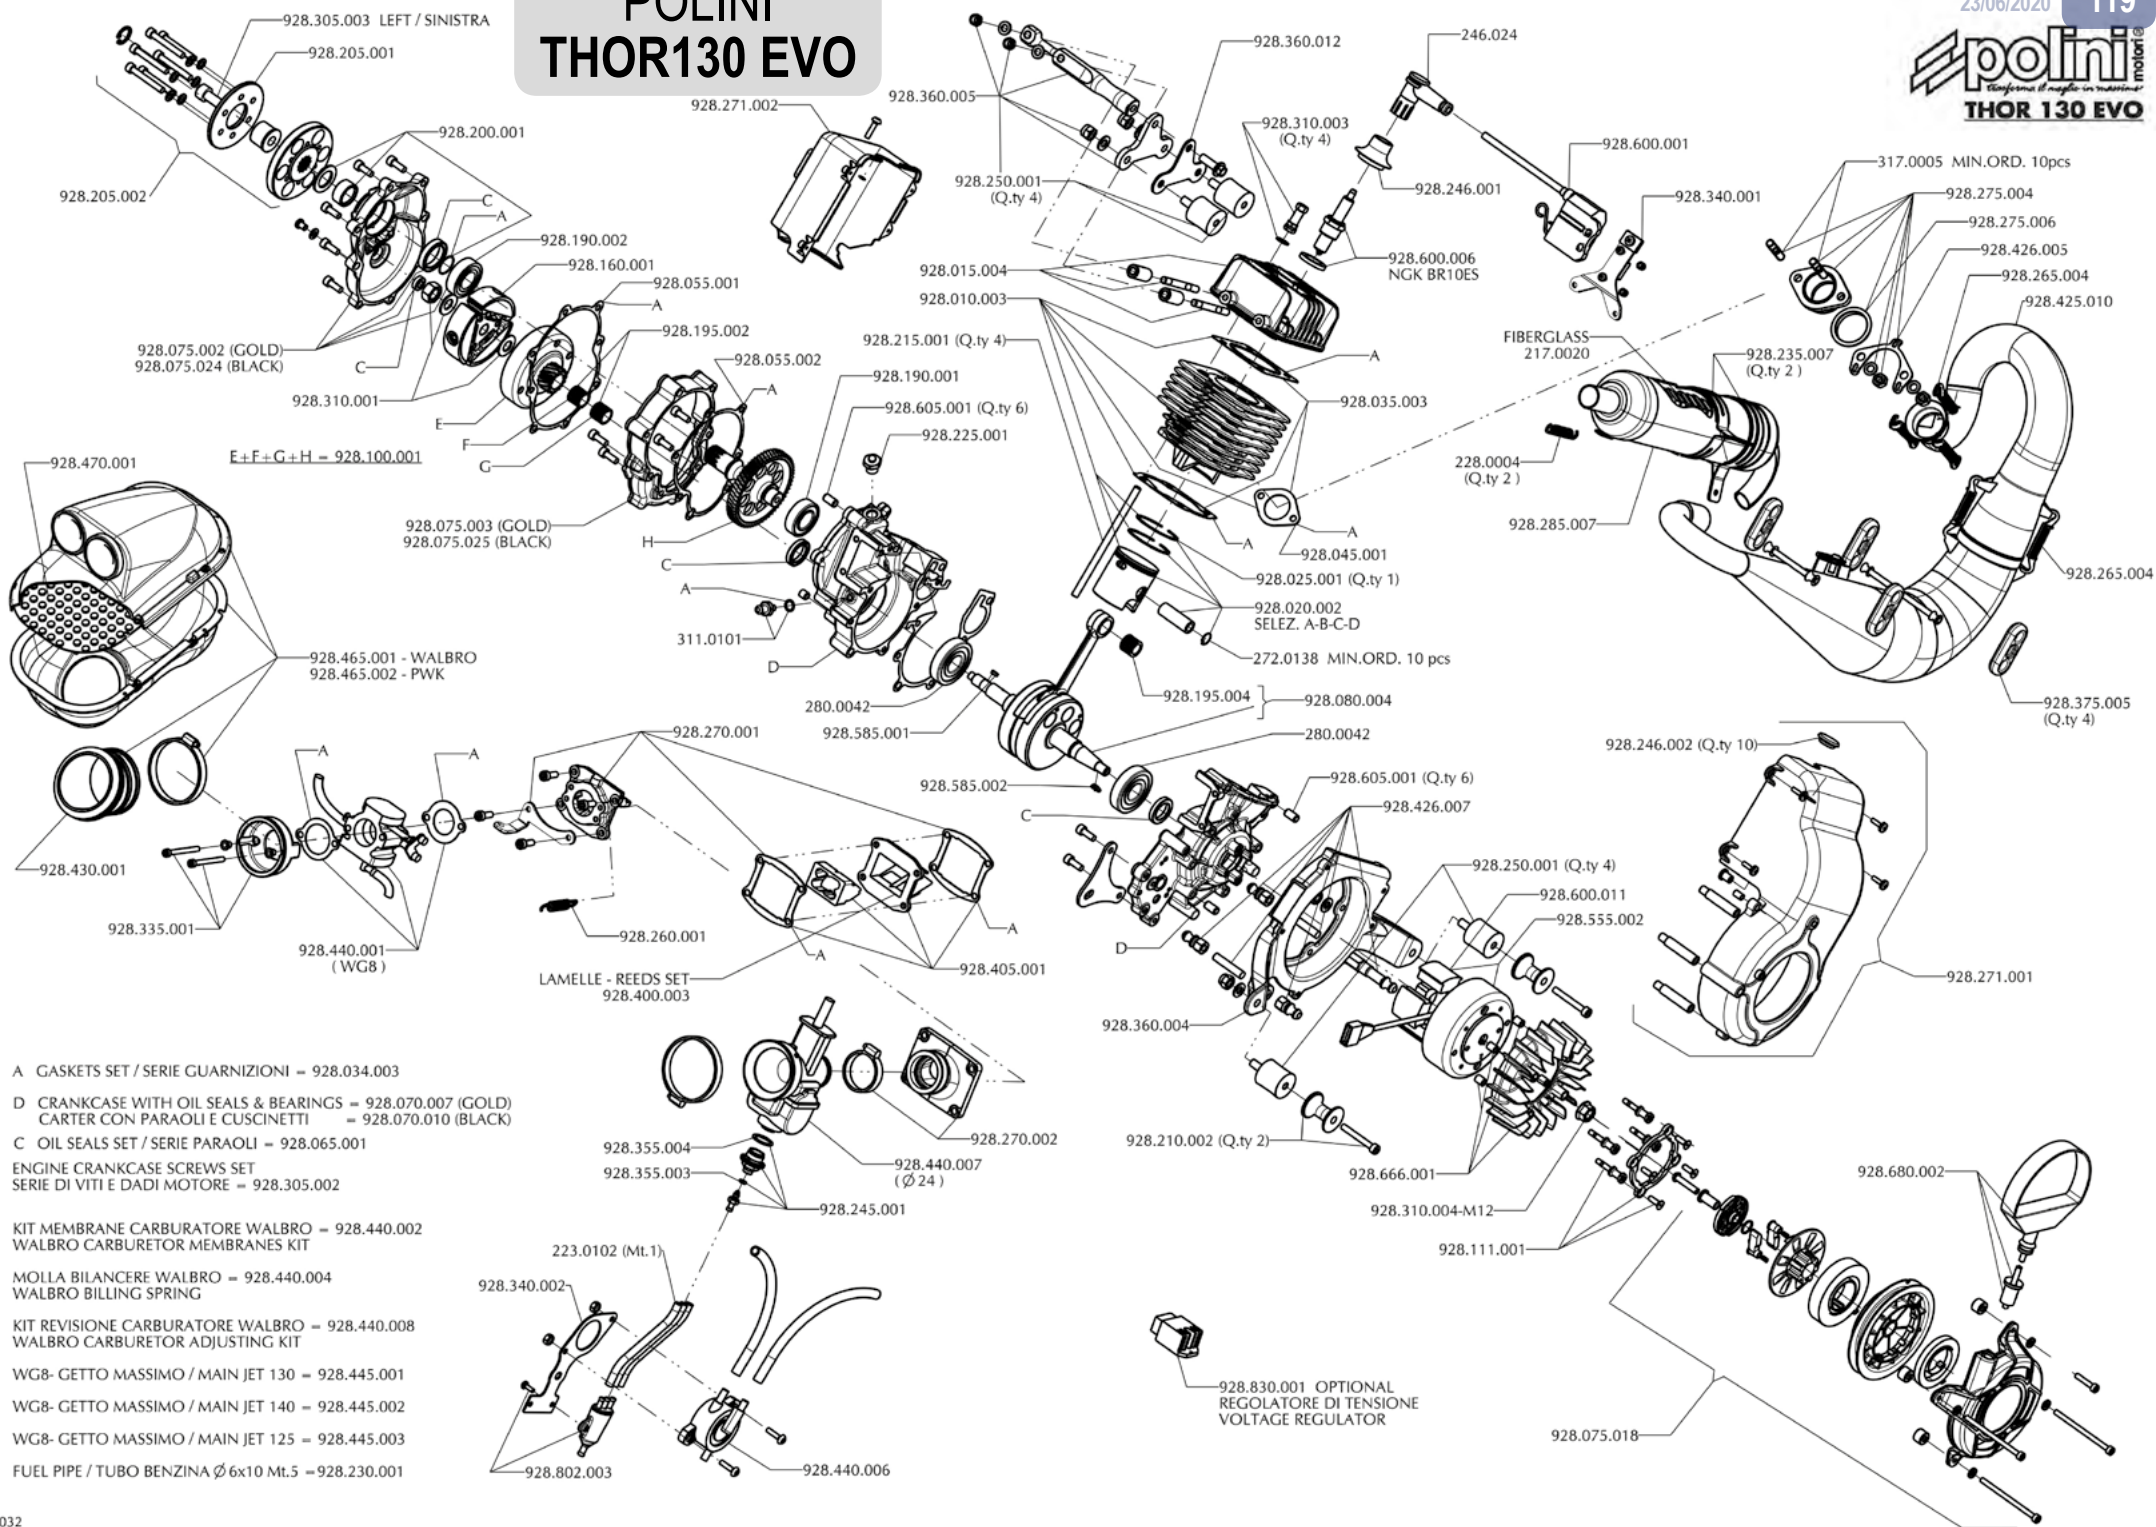 POLINI
THOR130 EVO
23/06/2020
119
polini
motori
trasforma il meglio in massimo
THOR 130 EVO
928.305.003 LEFT / SINISTRA
928.205.001
928.200.001
928.205.002
C
A
928.190.002
928.160.001
928.055.001
A
928.195.002
928.055.002
A
928.075.002 (GOLD)
928.075.024 (BLACK)
C
928.310.001
E
F
G
E+F+G+H = 928.100.001
928.075.003 (GOLD)
928.075.025 (BLACK)
H
C
A
311.0101
D
928.190.001
928.605.001 (Q.ty 6)
928.225.001
928.271.002
928.360.005
928.360.012
928.250.001
(Q.ty 4)
928.310.003
(Q.ty 4)
246.024
928.246.001
928.600.001
928.340.001
928.600.006
NGK BR10ES
928.015.004
928.010.003
928.215.001 (Q.ty 4)
A
928.035.003
A
928.045.001
A
928.025.001 (Q.ty 1)
928.020.002
SELEZ. A-B-C-D
272.0138 MIN.ORD. 10 pcs
928.195.004
928.080.004
280.0042
280.0042
928.585.001
928.585.002
C
928.605.001 (Q.ty 6)
928.426.007
317.0005 MIN.ORD. 10pcs
928.275.004
928.275.006
928.426.005
928.265.004
928.425.010
FIBERGLASS
217.0020
928.235.007
(Q.ty 2 )
228.0004
(Q.ty 2 )
928.285.007
928.265.004
928.375.005
(Q.ty 4)
928.246.002 (Q.ty 10)
928.271.001
928.470.001
928.465.001 - WALBRO
928.465.002 - PWK
928.430.001
A
A
928.335.001
928.440.001
( WG8 )
928.270.001
928.260.001
LAMELLE - REEDS SET
928.400.003
A
A
928.405.001
D
928.360.004
928.250.001 (Q.ty 4)
928.600.011
928.555.002
928.210.002 (Q.ty 2)
928.666.001
928.310.004-M12
928.111.001
928.680.002
928.075.018
928.270.002
928.440.007
( Ø 24 )
928.355.004
928.355.003
928.245.001
223.0102 (Mt.1)
928.340.002
928.802.003
928.440.006
928.830.001 OPTIONAL
REGOLATORE DI TENSIONE
VOLTAGE REGULATOR
A GASKETS SET / SERIE GUARNIZIONI = 928.034.003
D CRANKCASE WITH OIL SEALS & BEARINGS = 928.070.007 (GOLD)
CARTER CON PARAOLI E CUSCINETTI = 928.070.010 (BLACK)
C OIL SEALS SET / SERIE PARAOLI = 928.065.001
ENGINE CRANKCASE SCREWS SET
SERIE DI VITI E DADI MOTORE = 928.305.002
KIT MEMBRANE CARBURATORE WALBRO = 928.440.002
WALBRO CARBURETOR MEMBRANES KIT
MOLLA BILANCERE WALBRO = 928.440.004
WALBRO BILLING SPRING
KIT REVISIONE CARBURATORE WALBRO = 928.440.008
WALBRO CARBURETOR ADJUSTING KIT
WG8- GETTO MASSIMO / MAIN JET 130 = 928.445.001
WG8- GETTO MASSIMO / MAIN JET 140 = 928.445.002
WG8- GETTO MASSIMO / MAIN JET 125 = 928.445.003
FUEL PIPE / TUBO BENZINA Ø 6x10 Mt.5 =928.230.001
032